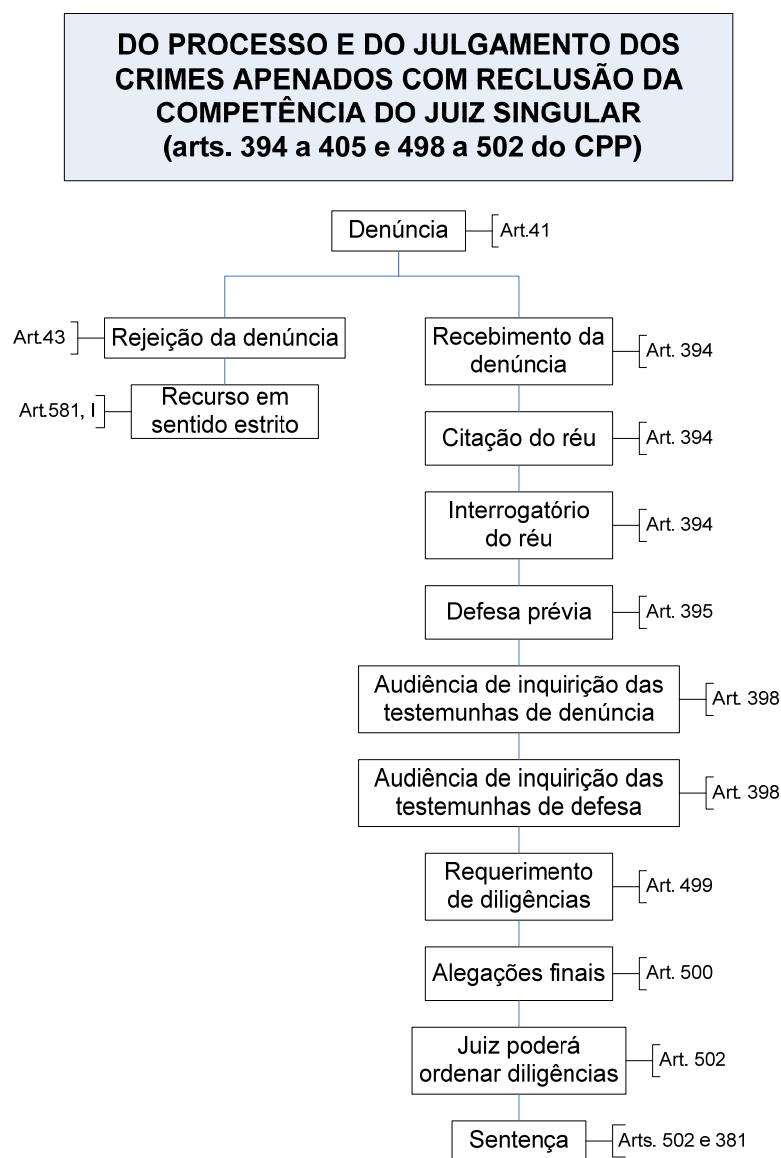 DO PROCESSO E DO JULGAMENTO DOS
CRIMES APENADOS COM RECLUSÃO DA
COMPETÊNCIA DO JUIZ SINGULAR
(arts. 394 a 405 e 498 a 502 do CPP)
Denúncia
Art.41
Art.43
Rejeição da denúncia
Recebimento da
denúncia
Art. 394
Art.581, I
Recurso em
sentido estrito
Citação do réu
Art. 394
Interrogatório
do réu
Art. 394
Defesa prévia
Art. 395
Audiência de inquirição das
testemunhas de denúncia
Art. 398
Audiência de inquirição das
testemunhas de defesa
Art. 398
Requerimento
de diligências
Art. 499
Alegações finais
Art. 500
Juiz poderá
ordenar diligências
Art. 502
Sentença
Arts. 502 e 381